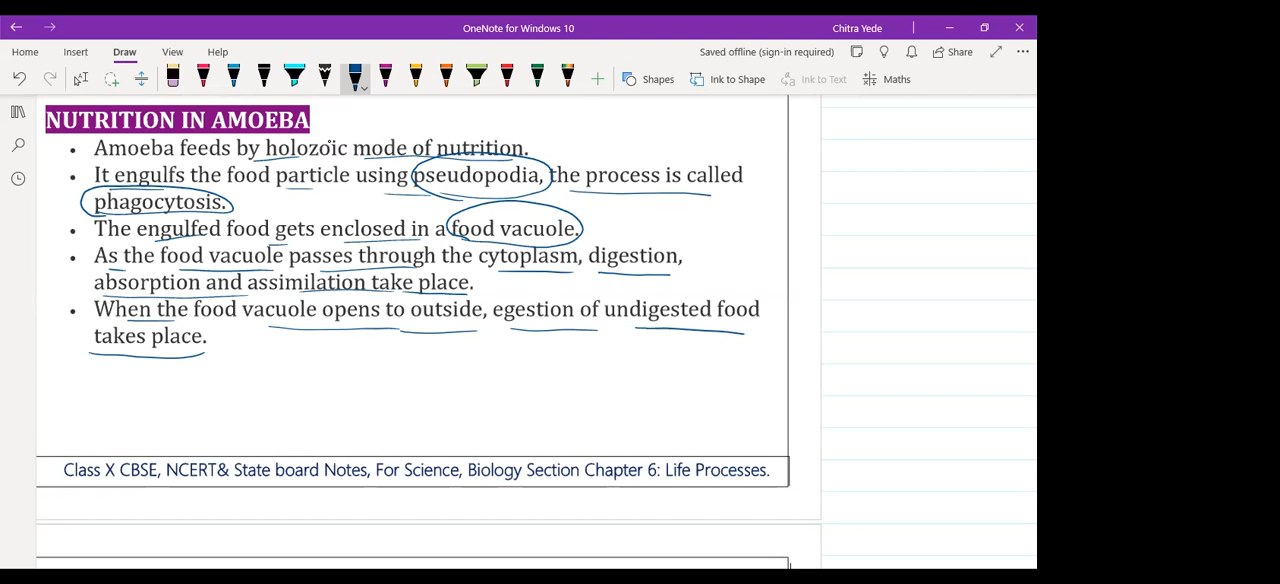 OneNote for Windows 10
Chitra Yede
Home Insert Draw View Help
Saved offline (sign-in required)
Share
Shapes
Ink to Shape
Ink to Text
Maths
NUTRITION IN AMOEBA
• Amoeba feeds by holozoic mode of nutrition.
• It engulfs the food particle using pseudopodia, the process is called
phagocytosis.
• The engulfed food gets enclosed in a food vacuole.
• As the food vacuole passes through the cytoplasm, digestion,
absorption and assimilation take place.
• When the food vacuole opens to outside, egestion of undigested food
takes place.
Class X CBSE, NCERT& State board Notes, For Science, Biology Section Chapter 6: Life Processes.